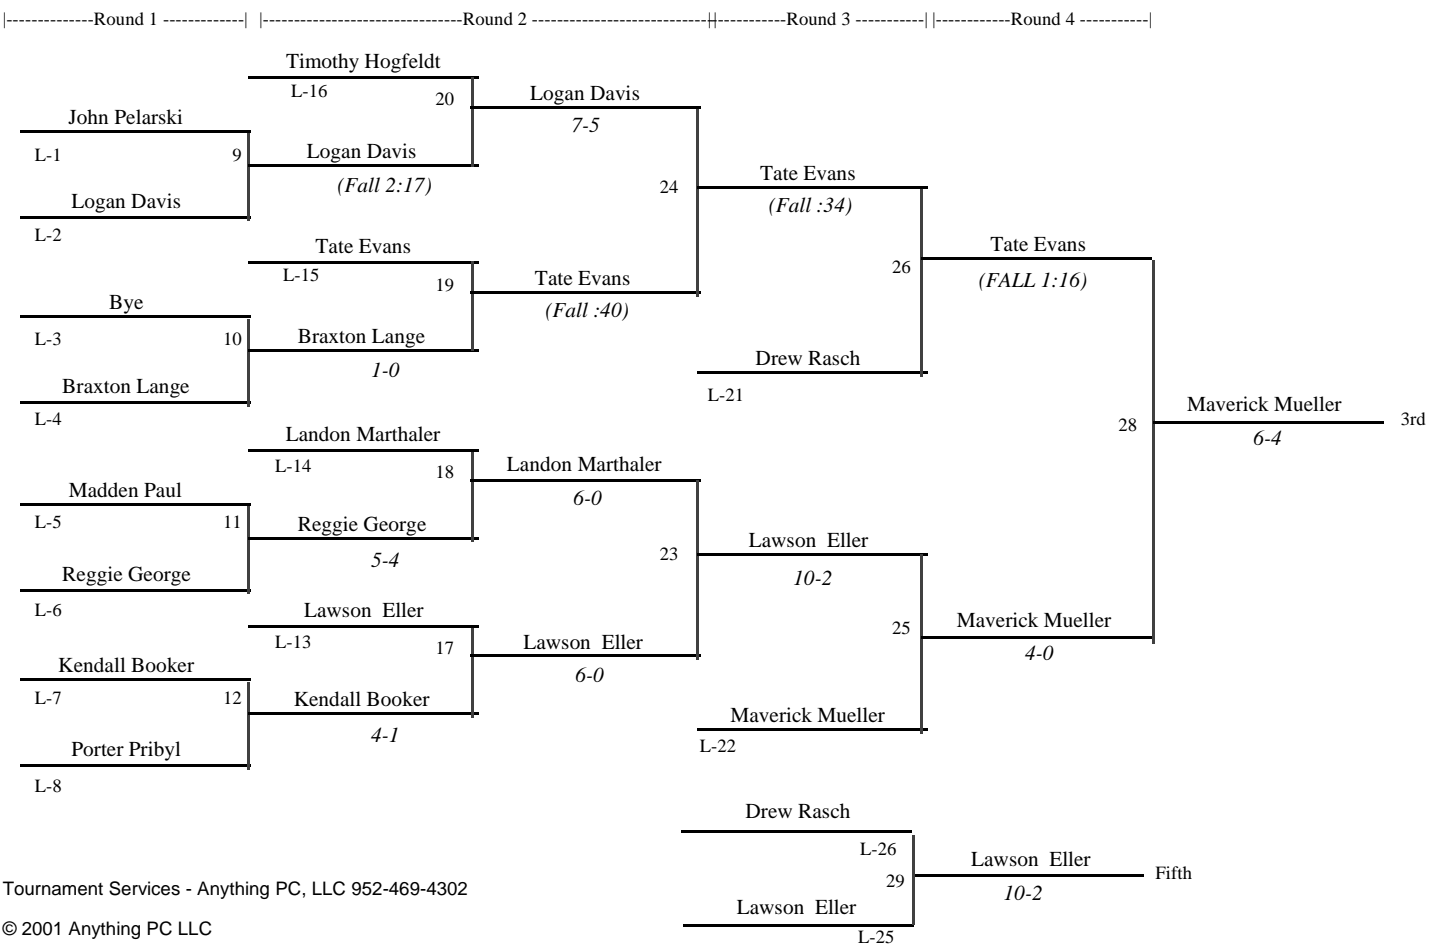 |--------------Round 1 -------------| |--------------------------------Round 2 ----------------------------||------------Round 3 -----------| |------------Round 4 -----------|
Timothy Hogfeldt
L-16
20
Logan Davis
7-5
John Pelarski
L-1
9
Logan Davis
(Fall 2:17)
Logan Davis
L-2
24
Tate Evans
(Fall :34)
Tate Evans
L-15
19
Tate Evans
(Fall :40)
26
Tate Evans
(FALL 1:16)
Bye
L-3
10
Braxton Lange
1-0
Braxton Lange
L-4
Drew Rasch
L-21
28
Maverick Mueller
6-4
3rd
Landon Marthaler
L-14
18
Landon Marthaler
6-0
Madden Paul
L-5
11
Reggie George
5-4
Reggie George
L-6
23
Lawson  Eller
10-2
Lawson  Eller
L-13
17
Lawson  Eller
6-0
25
Maverick Mueller
4-0
Kendall Booker
L-7
12
Kendall Booker
4-1
Porter Pribyl
L-8
Maverick Mueller
L-22
Drew Rasch
L-26
29
Lawson  Eller
10-2
Fifth
Lawson  Eller
L-25
Tournament Services - Anything PC, LLC 952-469-4302
© 2001 Anything PC LLC